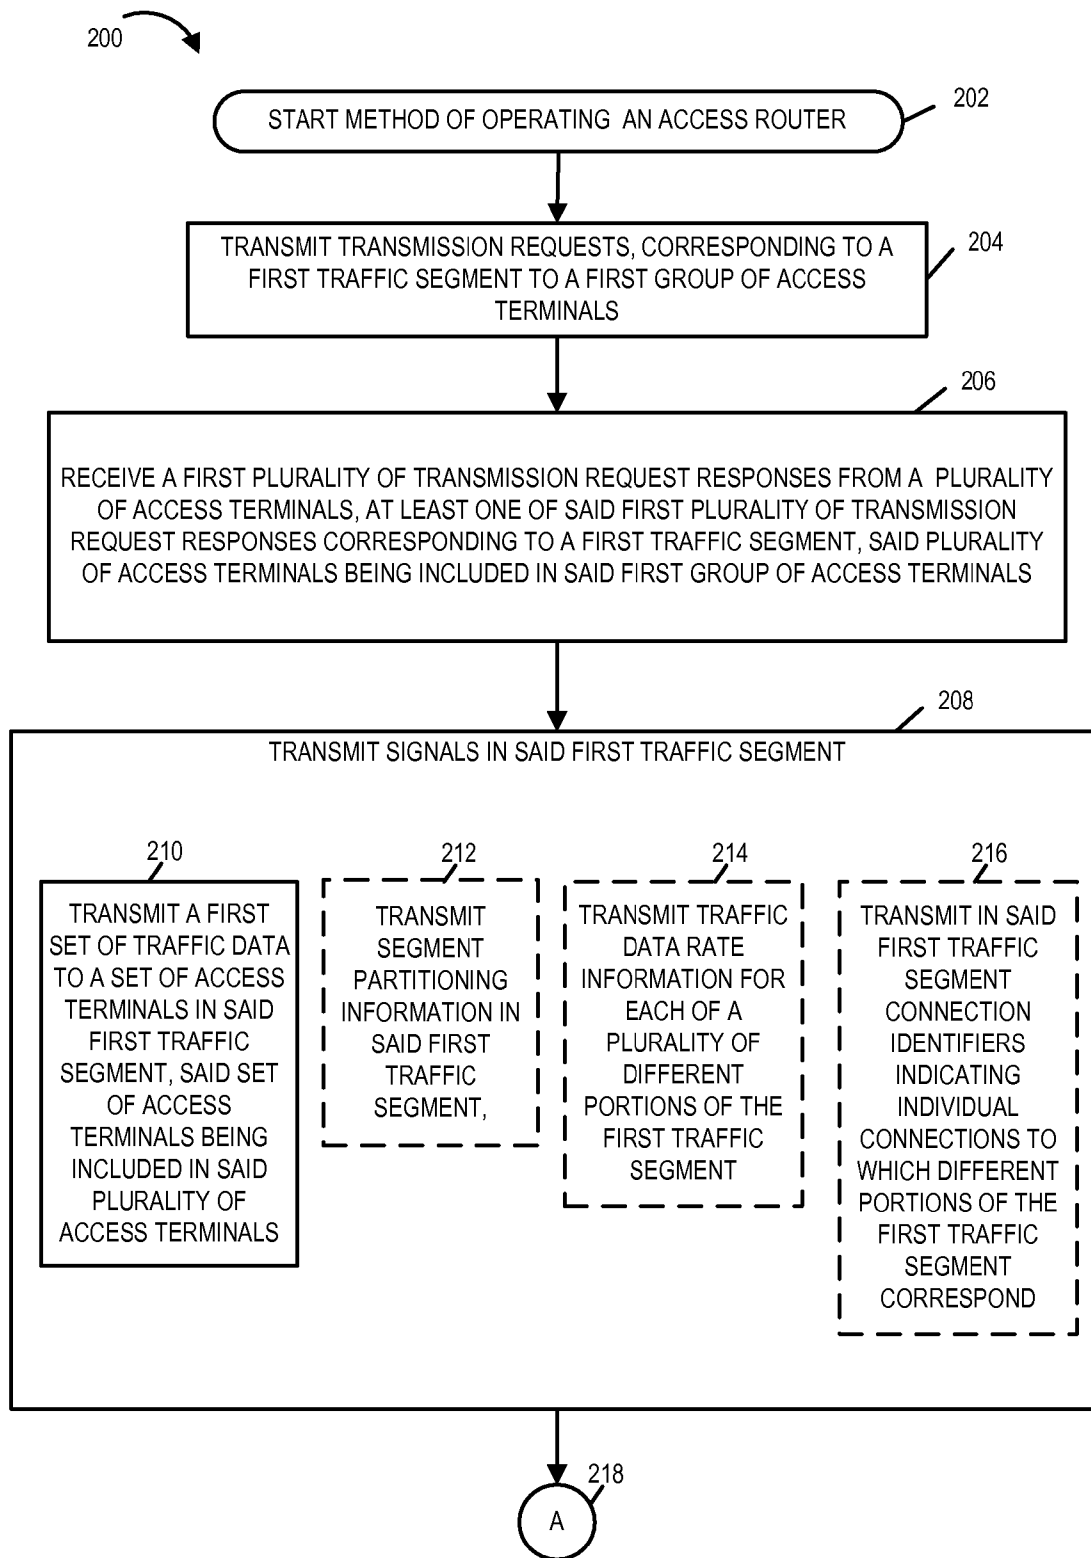 200
START METHOD OF OPERATING AN ACCESS ROUTER
202
TRANSMIT TRANSMISSION REQUESTS, CORRESPONDING TO A
FIRST TRAFFIC SEGMENT TO A FIRST GROUP OF ACCESS
TERMINALS
204
206
RECEIVE A FIRST PLURALITY OF TRANSMISSION REQUEST RESPONSES FROM A PLURALITY
OF ACCESS TERMINALS, AT LEAST ONE OF SAID FIRST PLURALITY OF TRANSMISSION
REQUEST RESPONSES CORRESPONDING TO A FIRST TRAFFIC SEGMENT, SAID PLURALITY
OF ACCESS TERMINALS BEING INCLUDED IN SAID FIRST GROUP OF ACCESS TERMINALS
208
TRANSMIT SIGNALS IN SAID FIRST TRAFFIC SEGMENT
210
TRANSMIT A FIRST
SET OF TRAFFIC DATA
TO A SET OF ACCESS
TERMINALS IN SAID
FIRST TRAFFIC
SEGMENT, SAID SET
OF ACCESS
TERMINALS BEING
INCLUDED IN SAID
PLURALITY OF
ACCESS TERMINALS
212
TRANSMIT
SEGMENT
PARTITIONING
INFORMATION IN
SAID FIRST
TRAFFIC
SEGMENT,
214
TRANSMIT TRAFFIC
DATA RATE
INFORMATION FOR
EACH OF A
PLURALITY OF
DIFFERENT
PORTIONS OF THE
FIRST TRAFFIC
SEGMENT
216
TRANSMIT IN SAID
FIRST TRAFFIC
SEGMENT
CONNECTION
IDENTIFIERS
INDICATING
INDIVIDUAL
CONNECTIONS TO
WHICH DIFFERENT
PORTIONS OF THE
FIRST TRAFFIC
SEGMENT
CORRESPOND
218
A